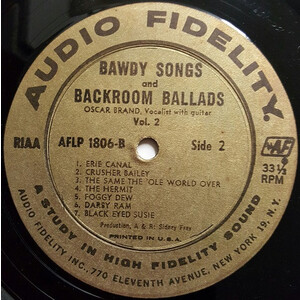 AUDIO FIDELITY
BAWDY SONGS
and
BACKROOM BALLADS
OSCAR BRAND, Vocalist with guitar
Vol. 2
RIAA AFLP 1806-B Side 2
AF
33 1/3
RPM
1. ERIE CANAL
2. CRUSHER BAILEY
3. THE SAME THE 'OLE WORLD OVER
4. THE HERMIT
5. FOGGY DEW
6. DARBY RAM
7. BLACK EYED SUSIE
Production, A & R: Sidney Frey
PRINTED IN U.S.A.
A STUDY IN HIGH FIDELITY SOUND
AUDIO FIDELITY INC., 770 ELEVENTH AVENUE, NEW YORK 19, N.Y.